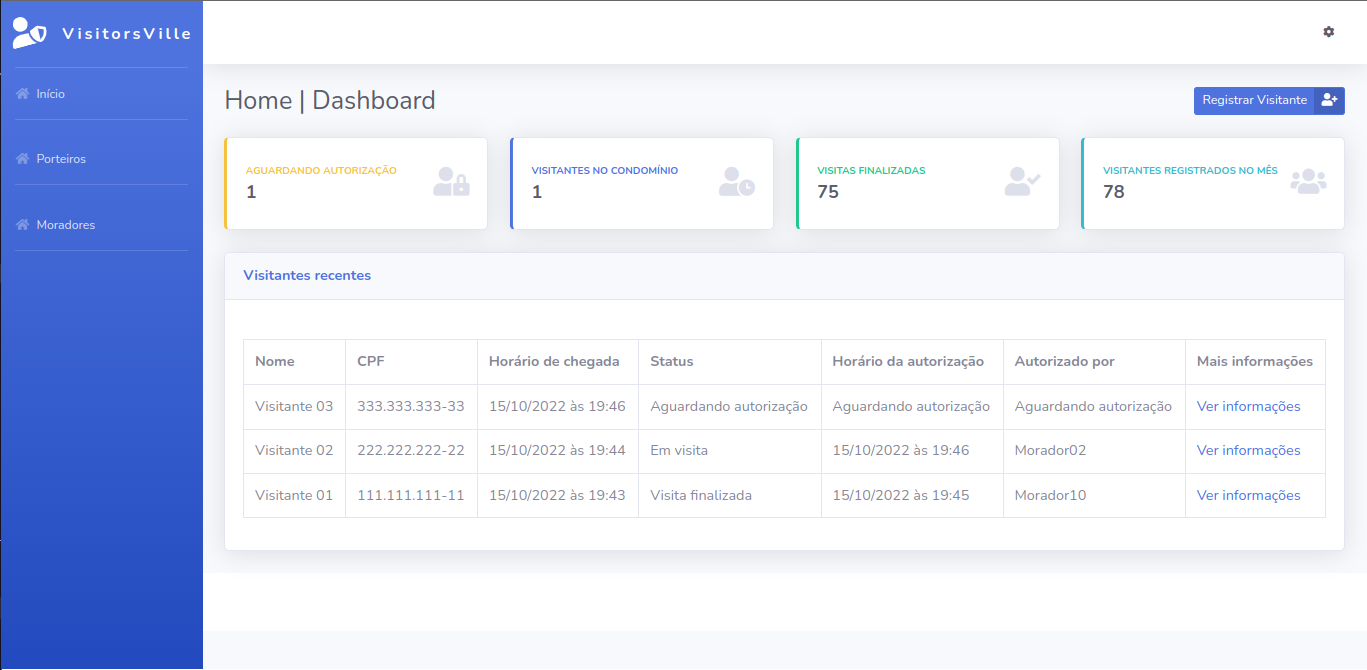 VisitorsVille
Início
Porteiros
Moradores
Home | Dashboard
Registrar Visitante
AGUARDANDO AUTORIZAÇÃO
1
VISITANTES NO CONDOMÍNIO
1
VISITAS FINALIZADAS
75
VISITANTES REGISTRADOS NO MÊS
78
Visitantes recentes
Nome CPF Horário de chegada Status Horário da autorização Autorizado por Mais informações
Visitante 03 333.333.333-33 15/10/2022 às 19:46 Aguardando autorização Aguardando autorização Aguardando autorização Ver informações
Visitante 02 222.222.222-22 15/10/2022 às 19:44 Em visita 15/10/2022 às 19:46 Morador02 Ver informações
Visitante 01 111.111.111-11 15/10/2022 às 19:43 Visita finalizada 15/10/2022 às 19:45 Morador10 Ver informações